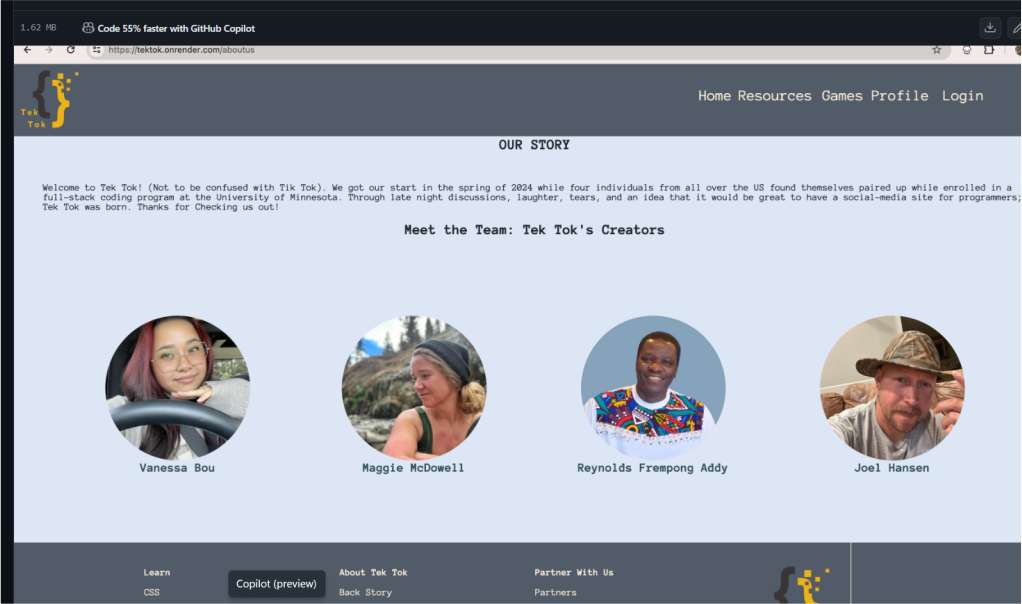 1.62 MB
Code 55% faster with GitHub Copilot
https://tektok.onrender.com/aboutus
Tek
Tok
Home Resources Games Profile Login
OUR STORY
Welcome to Tek Tok! (Not to be confused with Tik Tok). We got our start in the spring of 2024 while four individuals from all over the US found themselves paired up while enrolled in a
full-stack coding program at the University of Minnesota. Through late night discussions, laughter, tears, and an idea that it would be great to have a social-media site for programmers;
Tek Tok was born. Thanks for Checking us out!
Meet the Team: Tek Tok's Creators
Vanessa Bou
Maggie McDowell
Reynolds Frempong Addy
Joel Hansen
Learn
About Tek Tok
Partner With Us
CSS
Copilot (preview)
Back Story
Partners